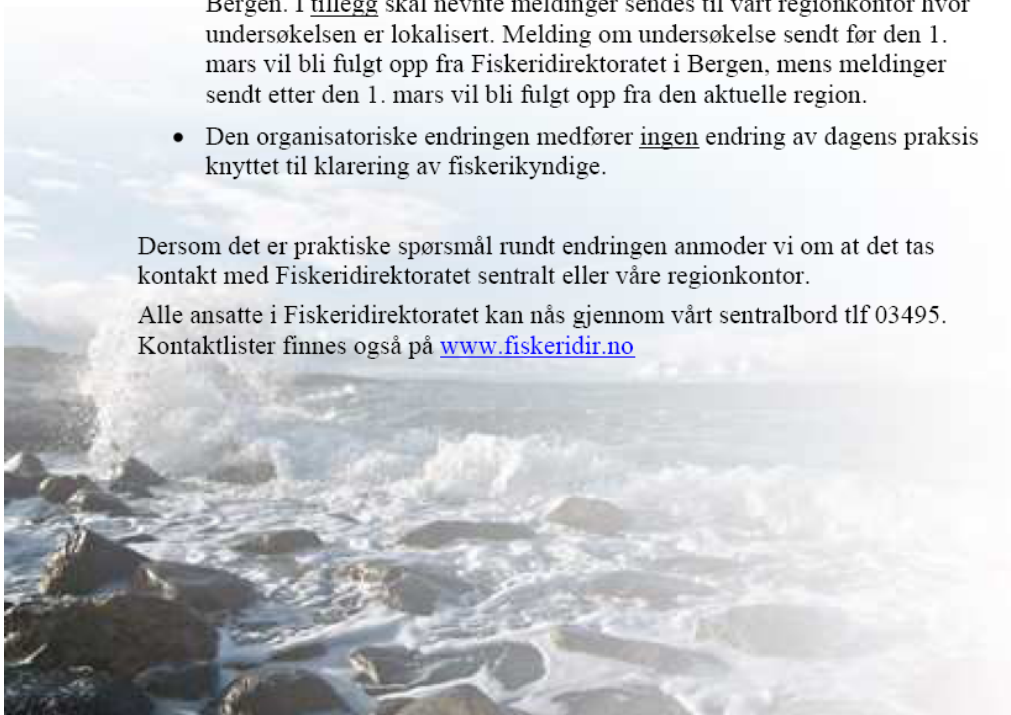 Bergen. I tillegg skal nevnte meldinger sendes til vårt regionkontor hvor
undersøkelsen er lokalisert. Melding om undersøkelse sendt før den 1.
mars vil bli fulgt opp fra Fiskeridirektoratet i Bergen, mens meldinger
sendt etter den 1. mars vil bli fulgt opp fra den aktuelle region.
• Den organisatoriske endringen medfører ingen endring av dagens praksis
knyttet til klarering av fiskerikyndige.
Dersom det er praktiske spørsmål rundt endringen anmoder vi om at det tas
kontakt med Fiskeridirektoratet sentralt eller våre regionkontor.
Alle ansatte i Fiskeridirektoratet kan nås gjennom vårt sentralbord tlf 03495.
Kontaktlister finnes også på www.fiskeridir.no